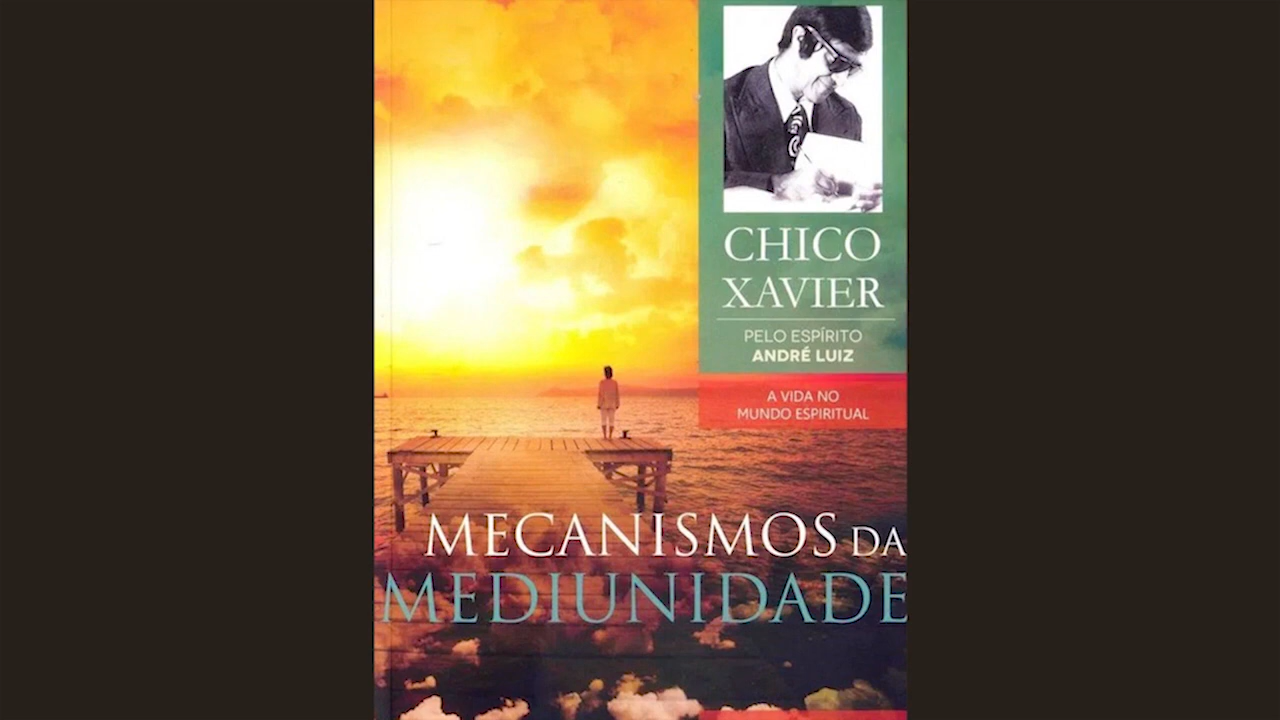 CHICO
XAVIER
PELO ESPÍRITO
ANDRÉ LUIZ
A VIDA NO
MUNDO ESPIRITUAL
MECANISMOS DA
MEDIUNIDADE